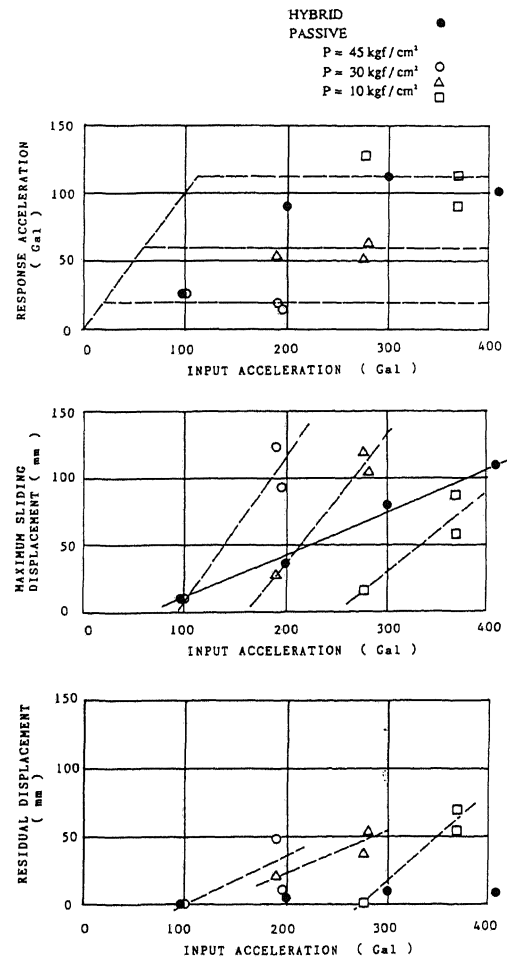 HYBRID
PASSIVE
P = 45 kgf/cm²
P = 30 kgf/cm²
P = 10 kgf/cm²
RESPONSE ACCELERATION
( Gal )
150
100
50
0
0 100 200 300 400
INPUT ACCELERATION ( Gal )
MAXIMUM SLIDING
DISPLACEMENT ( mm )
150
100
50
0
0 100 200 300 400
INPUT ACCELERATION ( Gal )
RESIDUAL DISPLACEMENT
( mm )
150
100
50
0
0 100 200 300 400
INPUT ACCELERATION ( Gal )